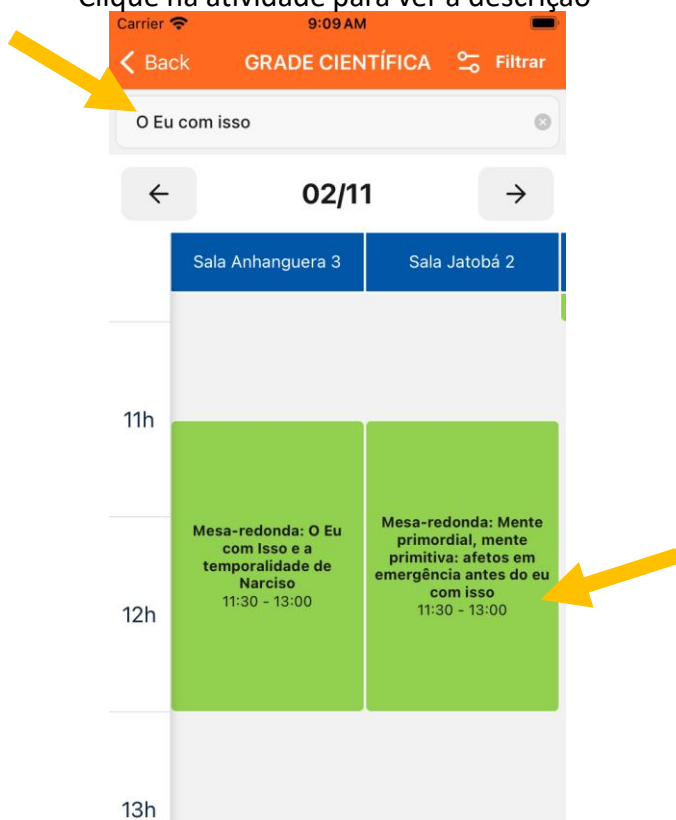 Clique na atividade para ver a descrição
Carrier 9:09 AM
Back GRADE CIENTÍFICA Filtrar
O Eu com isso
02/11
Sala Anhanguera 3 Sala Jatobá 2
11h
Mesa-redonda: O Eu
com Isso e a
temporalidade de
Narciso
11:30 - 13:00
Mesa-redonda: Mente
primordial, mente
primitiva: afetos em
emergência antes do eu
com isso
11:30 - 13:00
12h
13h